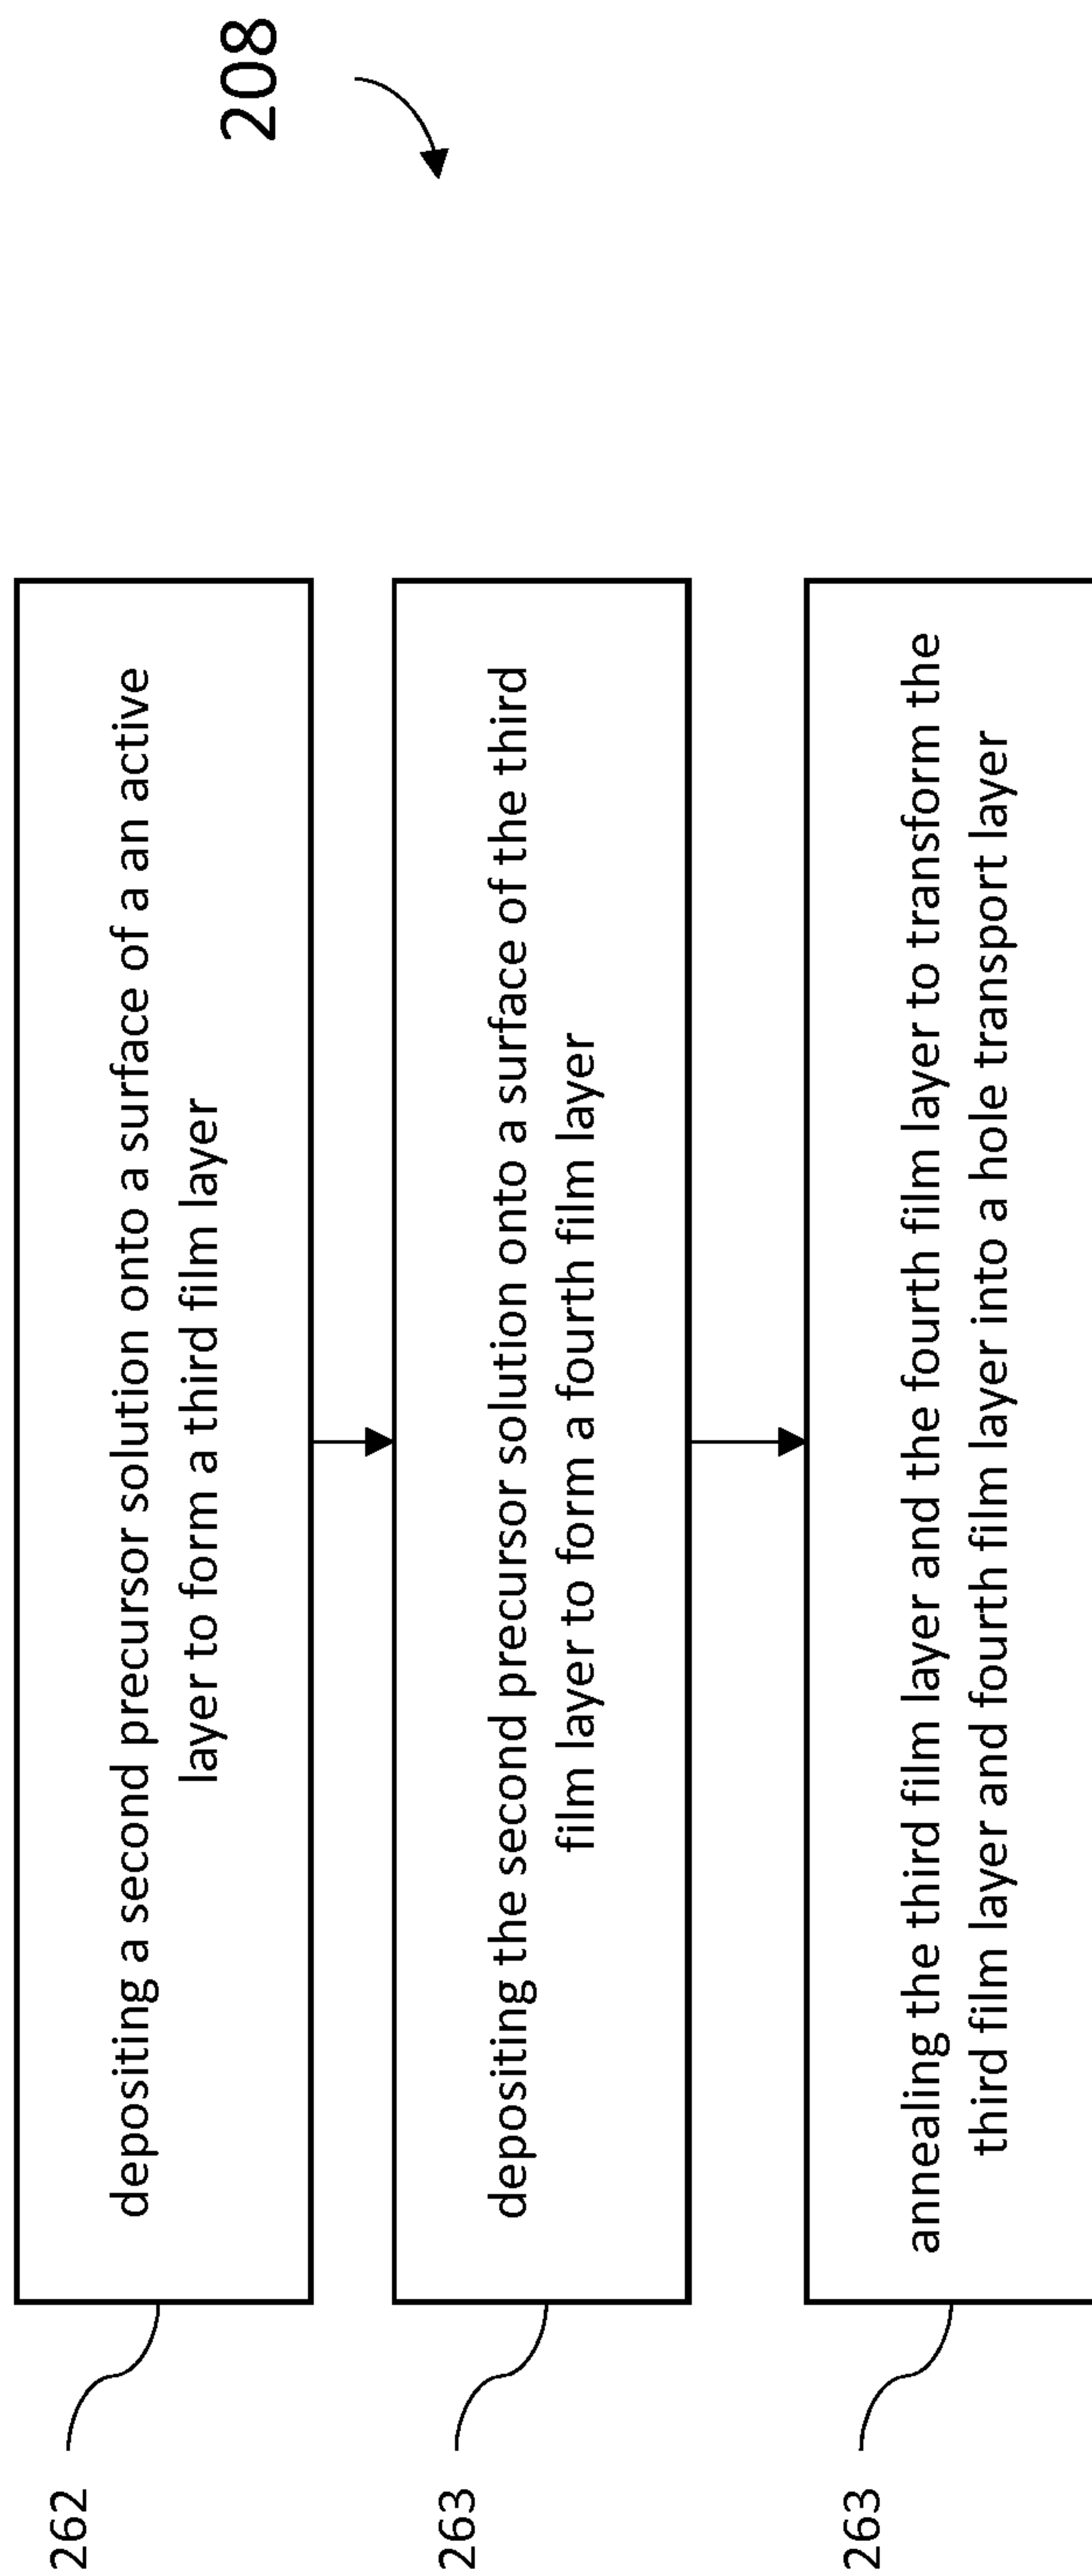 208
262
depositing a second precursor solution onto a surface of a an active
layer to form a third film layer
263
depositing the second precursor solution onto a surface of the third
film layer to form a fourth film layer
263
annealing the third film layer and the fourth film layer to transform the
third film layer and fourth film layer into a hole transport layer